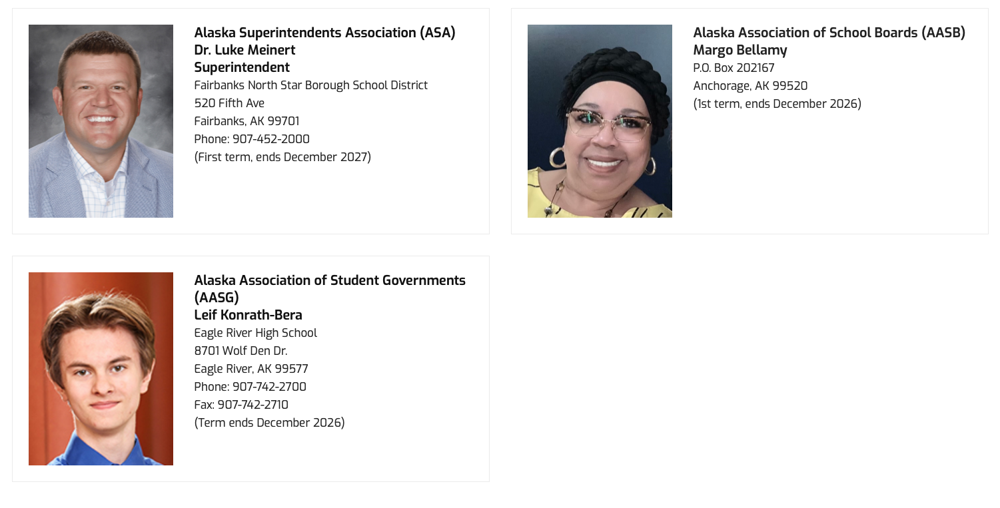 Alaska Superintendents Association (ASA)
Dr. Luke Meinert
Superintendent
Fairbanks North Star Borough School District
520 Fifth Ave
Fairbanks, AK 99701
Phone: 907-452-2000
(First term, ends December 2027)
Alaska Association of School Boards (AASB)
Margo Bellamy
P.O. Box 202167
Anchorage, AK 99520
(1st term, ends December 2026)
Alaska Association of Student Governments
(AASG)
Leif Konrath-Bera
Eagle River High School
8701 Wolf Den Dr.
Eagle River, AK 99577
Phone: 907-742-2700
Fax: 907-742-2710
(Term ends December 2026)